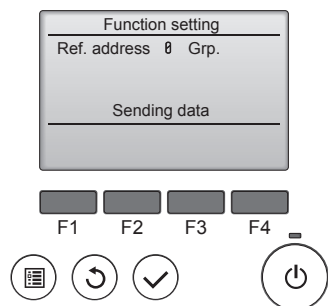 Function setting
Ref. address 0 Grp.
Sending data
F1 F2 F3 F4